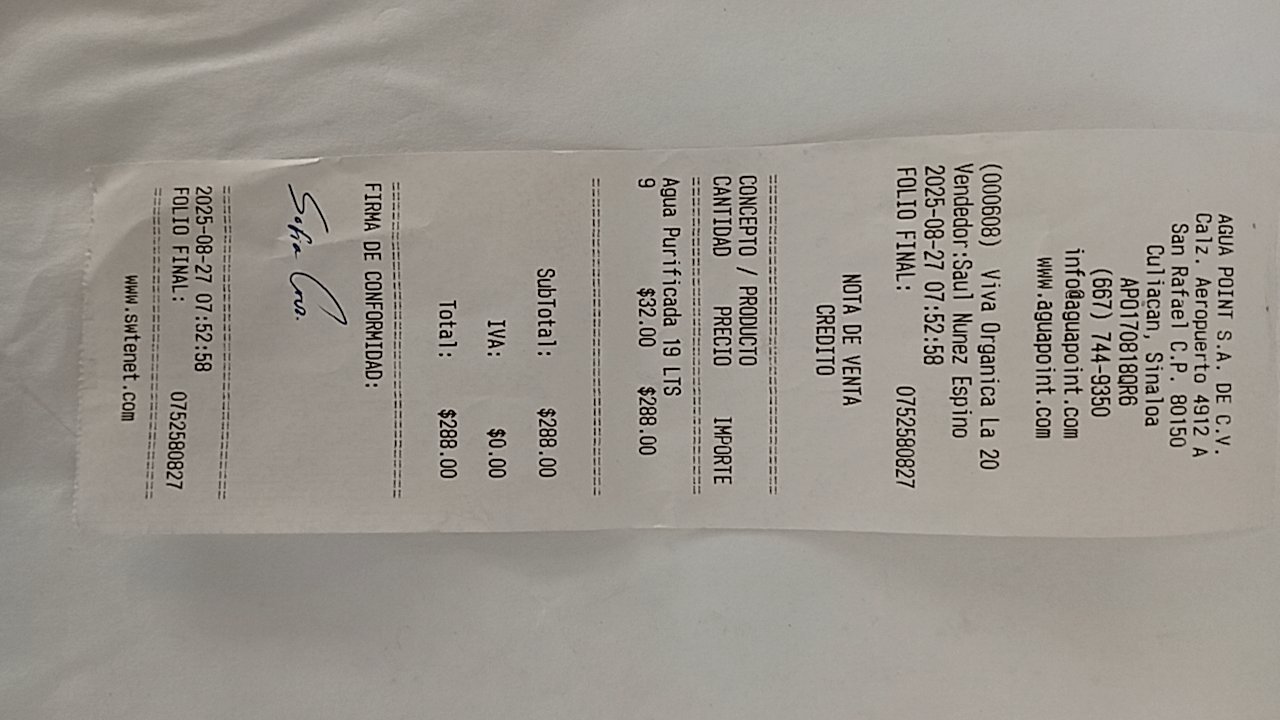 AGUA POINT S.A. DE C.V.
Calz. Aeropuerto 4912 A
San Rafael C.P. 80150
Culiacan, Sinaloa
APO170818QR6
(667) 744-9350
info@aguapoint.com
www.aguapoint.com
(000608) Viva Organica La 20
Vendedor:Saul Nunez Espino
2025-08-27 07:52:58
FOLIO FINAL: 0752580827
NOTA DE VENTA
CREDITO
CONCEPTO / PRODUCTO
CANTIDAD PRECIO IMPORTE
Agua Purificada 19 LTS
9 $32.00 $288.00
SubTotal: $288.00
IVA: $0.00
Total: $288.00
FIRMA DE CONFORMIDAD:
Sofia
2025-08-27 07:52:58
FOLIO FINAL: 0752580827
www.swtenet.com